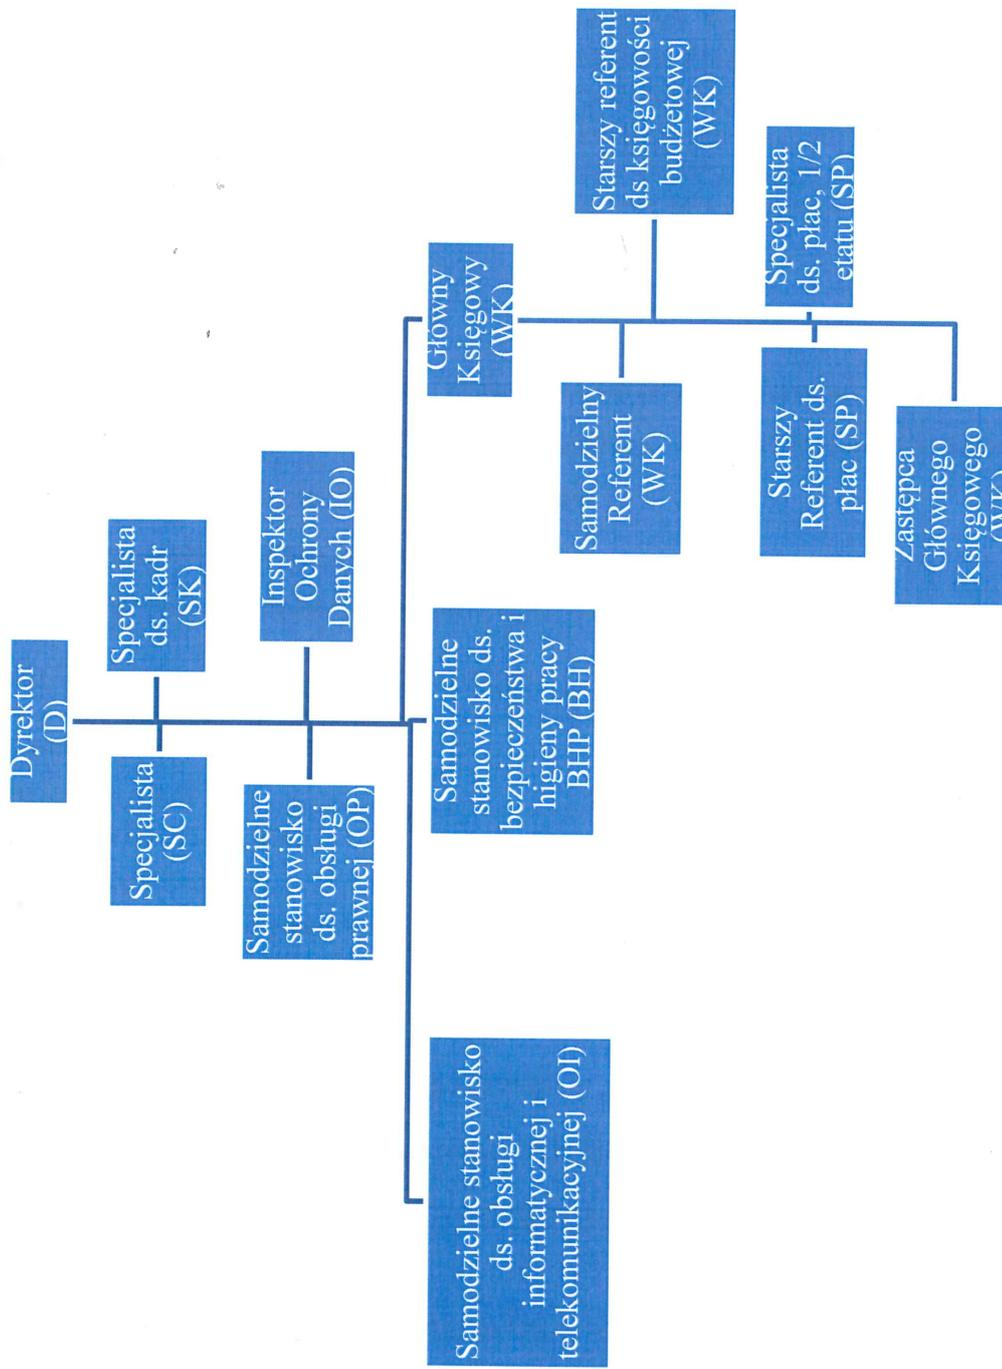 Dyrektor
(D)
Specjalista
(SC)
Specjalista
ds. kadr
(SK)
Samodzielne
stanowisko
ds. obsługi
prawnej (OP)
Inspektor
Ochrony
Danych (IO)
Samodzielne stanowisko
ds. obsługi
informatycznej i
telekomunikacyjnej (OI)
Samodzielne
stanowisko ds.
bezpieczeństwa i
higieny pracy
BHP (BH)
Główny
Księgowy
(WK)
Samodzielny
Referent
(WK)
Starszy referent
ds księgowości
budżetowej
(WK)
Starszy
Referent ds.
płac (SP)
Specjalista
ds. płac, 1/2
etatu (SP)
Zastępca
Głównego
Księgowego